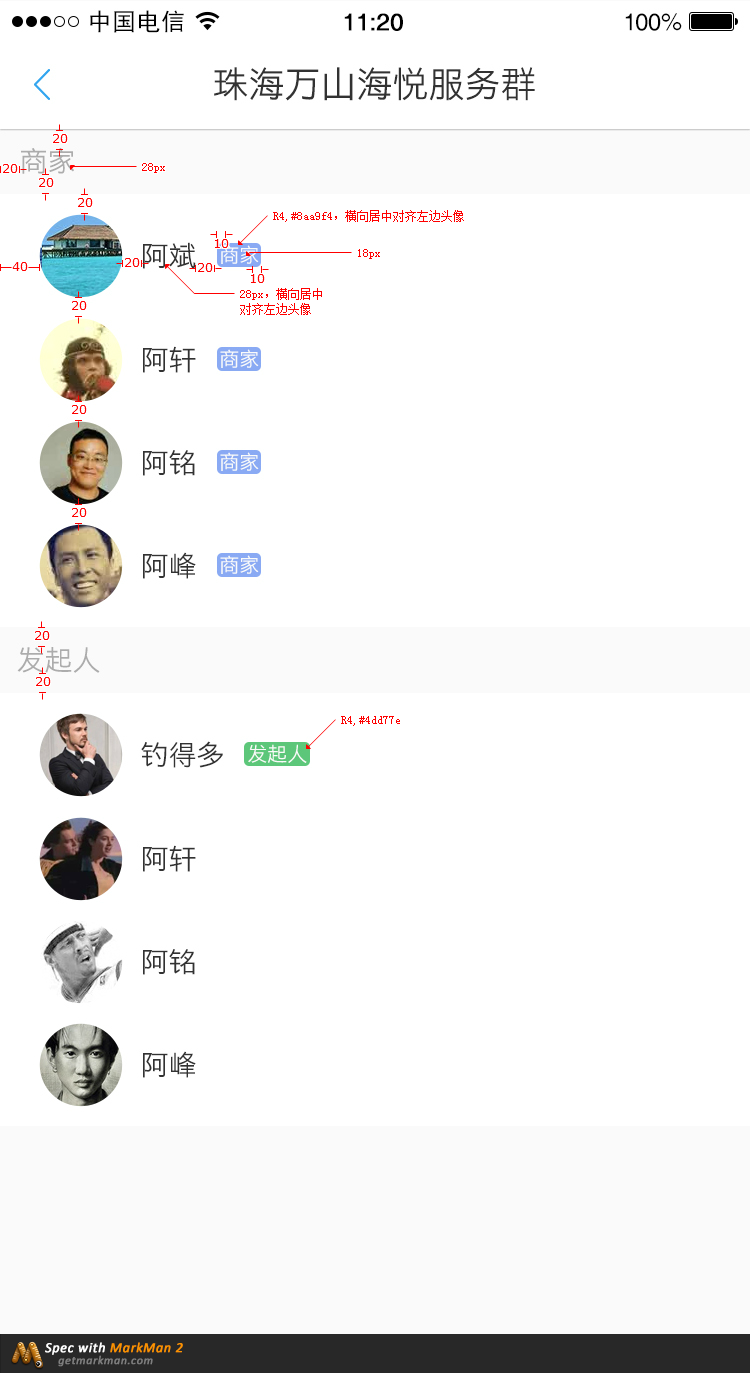 中国电信 11:20 100%
珠海万山海悦服务群
20
商家
20 28px
20
20
R4,#8aa9f4，横向居中对齐左边头像
10
阿斌 商家 18px
40 20 20
10
28px，横向居中
对齐左边头像
20
阿轩 商家
20
阿铭 商家
20
阿峰 商家
20
发起人
20
R4,#4dd77e
钓得多 发起人
阿轩
阿铭
阿峰
Spec with MarkMan 2
getmarkman.com